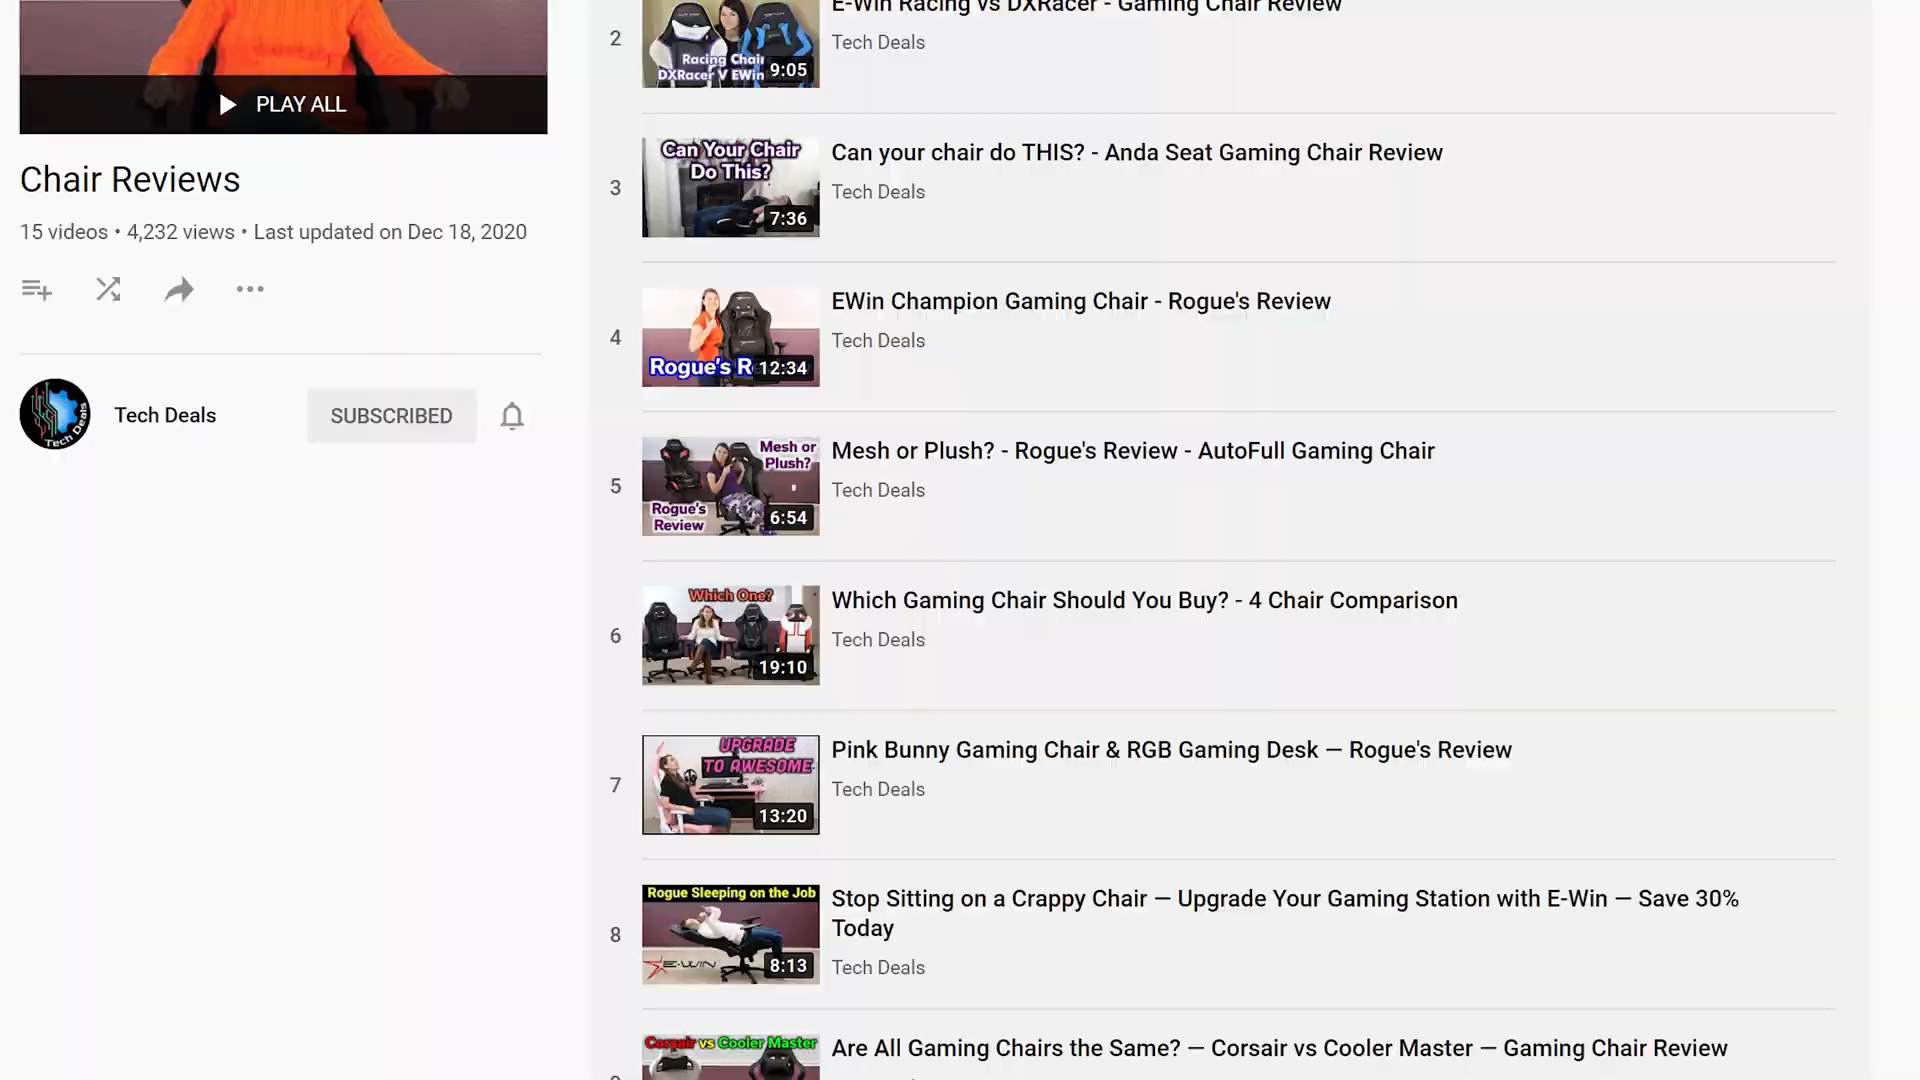 PLAY ALL
Chair Reviews
15 videos • 4,232 views • Last updated on Dec 18, 2020
Tech Deals
Tech Deals
SUBSCRIBED
2
Racing Chair
DXRacer V EWin
9:05
E-Win Racing vs DXRacer - Gaming Chair Review
Tech Deals
3
Can Your Chair
Do This?
7:36
Can your chair do THIS? - Anda Seat Gaming Chair Review
Tech Deals
4
Rogue's R
12:34
EWin Champion Gaming Chair - Rogue's Review
Tech Deals
5
Mesh or
Plush?
Rogue's
Review
6:54
Mesh or Plush? - Rogue's Review - AutoFull Gaming Chair
Tech Deals
6
Which One?
19:10
Which Gaming Chair Should You Buy? - 4 Chair Comparison
Tech Deals
7
UPGRADE
TO AWESOME
13:20
Pink Bunny Gaming Chair & RGB Gaming Desk — Rogue's Review
Tech Deals
8
Rogue Sleeping on the Job
E-WIN
8:13
Stop Sitting on a Crappy Chair — Upgrade Your Gaming Station with E-Win — Save 30%
Today
Tech Deals
Corsair vs Cooler Master
Are All Gaming Chairs the Same? — Corsair vs Cooler Master — Gaming Chair Review